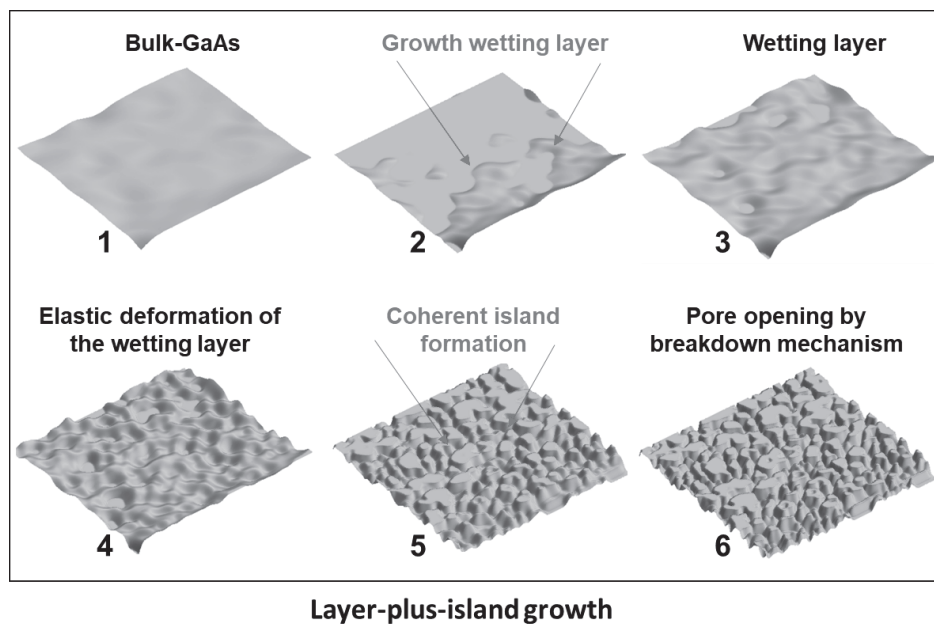 Bulk-GaAs
Growth wetting layer
Wetting layer
1
2
3
Elastic deformation of
the wetting layer
Coherent island
formation
Pore opening by
breakdown mechanism
4
5
6
Layer-plus-island growth